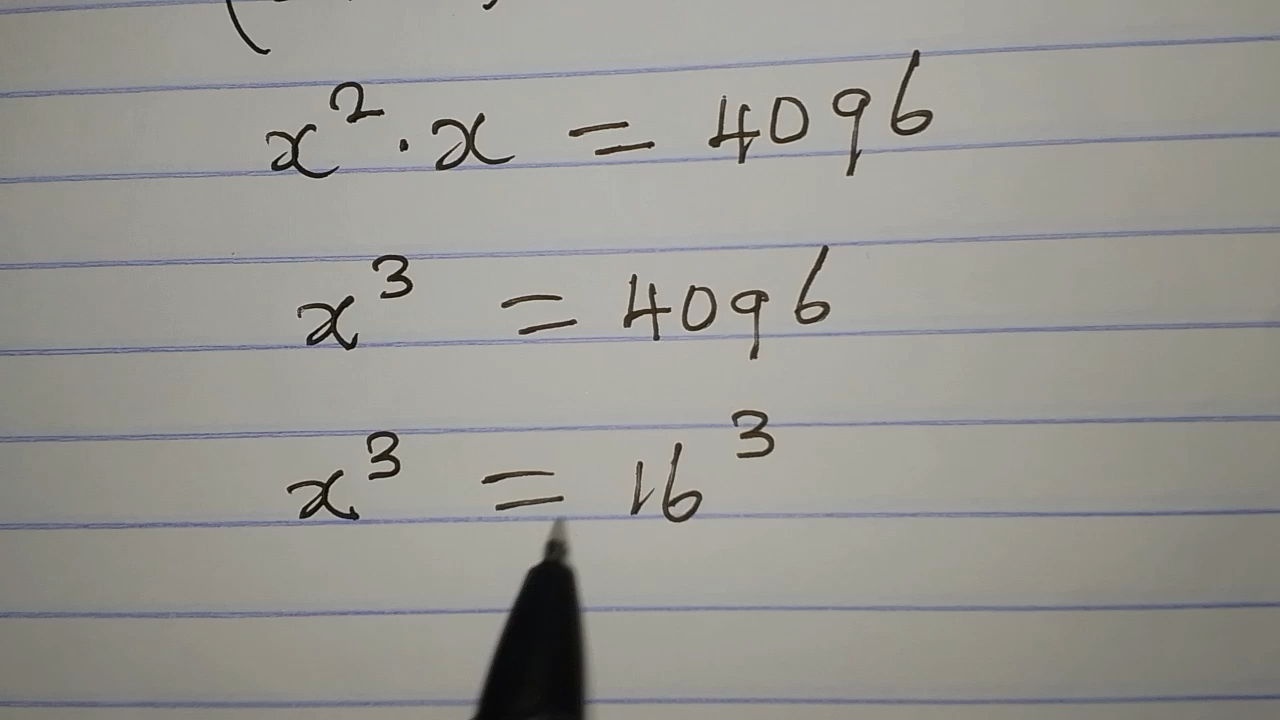 x² · x = 4096
x³ = 4096
x³ = 16³